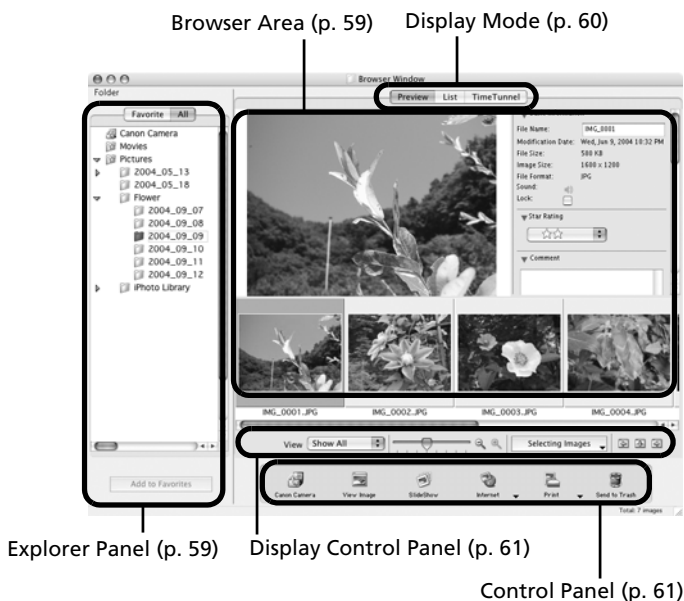 Browser Area (p. 59)
Display Mode (p. 60)
Browser Window
Folder
Preview List TimeTunnel
Favorite All
Canon Camera
Movies
Pictures
2004_05_13
2004_05_18
Flower
2004_09_07
2004_09_08
2004_09_09
2004_09_10
2004_09_11
2004_09_12
iPhoto Library
Add to Favorites
File Name: IMG_0001
Modification Date: Wed, Jun 9, 2004 10:32 PM
File Size: 580 KB
Image Size: 1600 x 1200
File Format: JPG
Sound:
Lock:
Star Rating
Comment
IMG_0001.JPG IMG_0002.JPG IMG_0003.JPG IMG_0004.JPG
View Show All Selecting Images
Canon Camera View Image SlideShow Internet Print Send to Trash
Total: 7 images
Explorer Panel (p. 59)
Display Control Panel (p. 61)
Control Panel (p. 61)